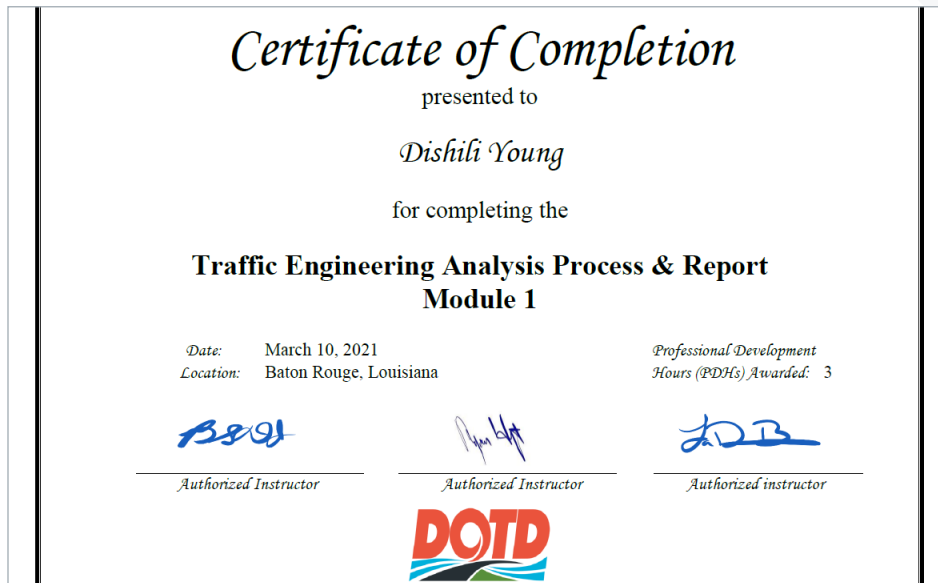 Certificate of Completion
presented to
Dishili Young
for completing the
Traffic Engineering Analysis Process & Report
Module 1
Date: March 10, 2021
Location: Baton Rouge, Louisiana
Professional Development
Hours (PDHs) Awarded: 3
Authorized Instructor
Authorized Instructor
Authorized instructor
DOTD